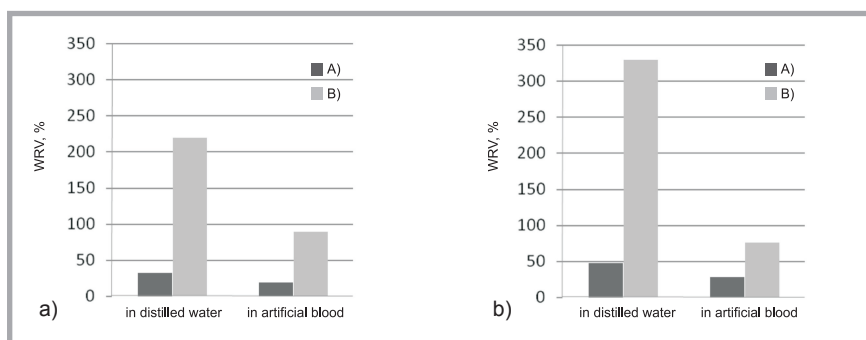 350
300
250
200
150
100
50
0
WRV, %
A)
B)
in distilled water
in artificial blood
a)
350
300
250
200
150
100
50
0
WRV, %
A)
B)
in distilled water
in artificial blood
b)